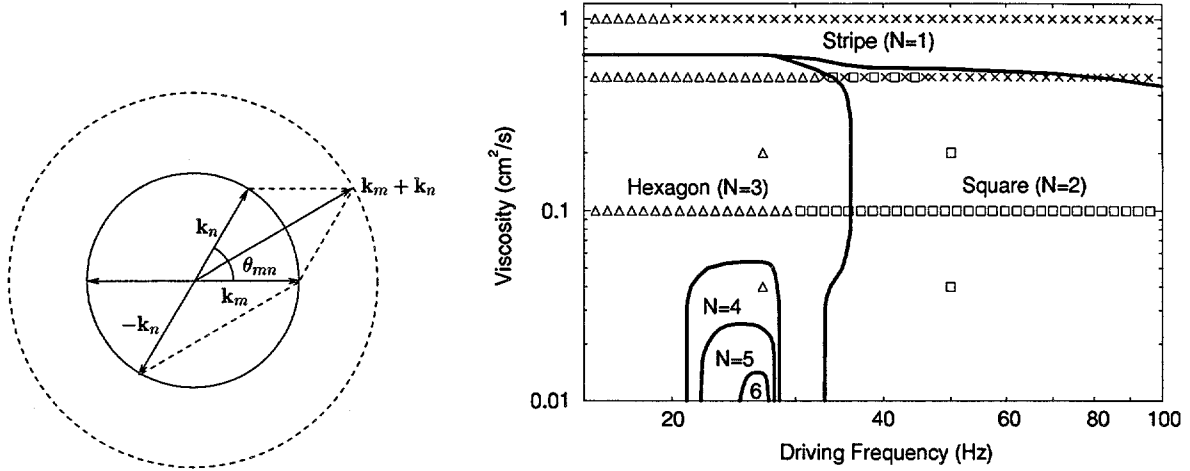 k_m + k_n
k_n
θ_mn
k_m
−k_n
1
Stripe (N=1)
Viscosity (cm²/s)
Hexagon (N=3)
Square (N=2)
0.1
N=4
N=5
6
0.01
20
40
60
80
100
Driving Frequency (Hz)